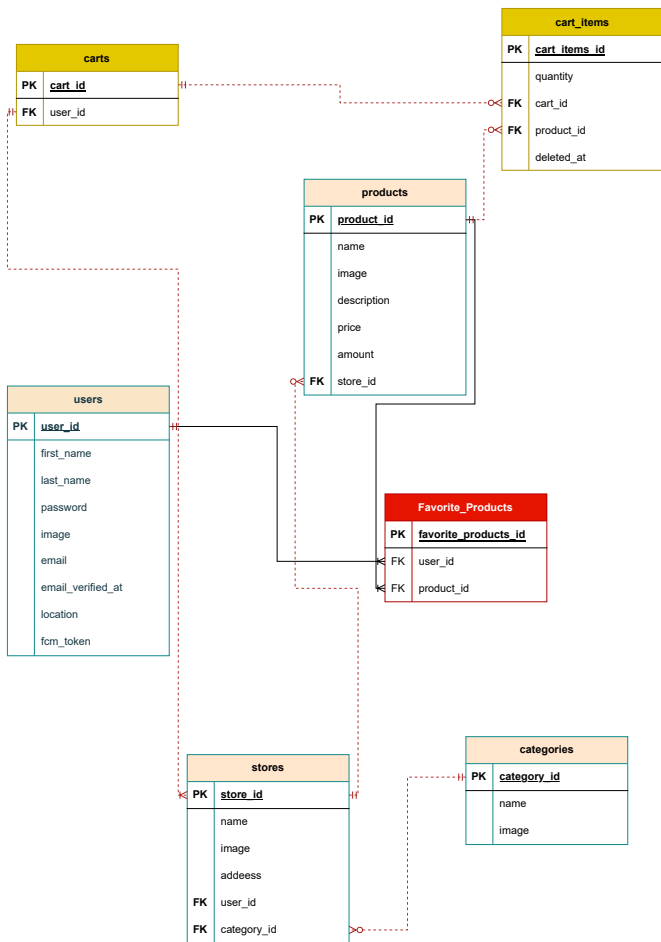 cart_items
PK cart_items_id
quantity
FK cart_id
FK product_id
deleted_at
carts
PK cart_id
FK user_id
products
PK product_id
name
image
description
price
amount
FK store_id
users
PK user_id
first_name
last_name
password
image
email
email_verified_at
location
fcm_token
Favorite_Products
PK favorite_products_id
FK user_id
FK product_id
stores
PK store_id
name
image
addeess
FK user_id
FK category_id
categories
PK category_id
name
image